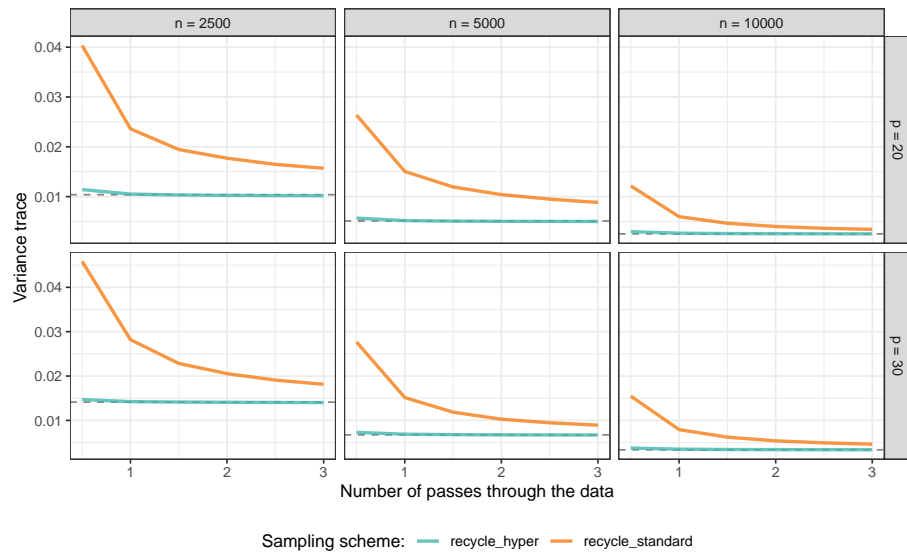 n = 2500
n = 5000
n = 10000
Variance trace
0.04
0.03
0.02
0.01
p = 20
0.04
0.03
0.02
0.01
p = 30
1
2
3
1
2
3
1
2
3
Number of passes through the data
Sampling scheme:
recycle_hyper
recycle_standard